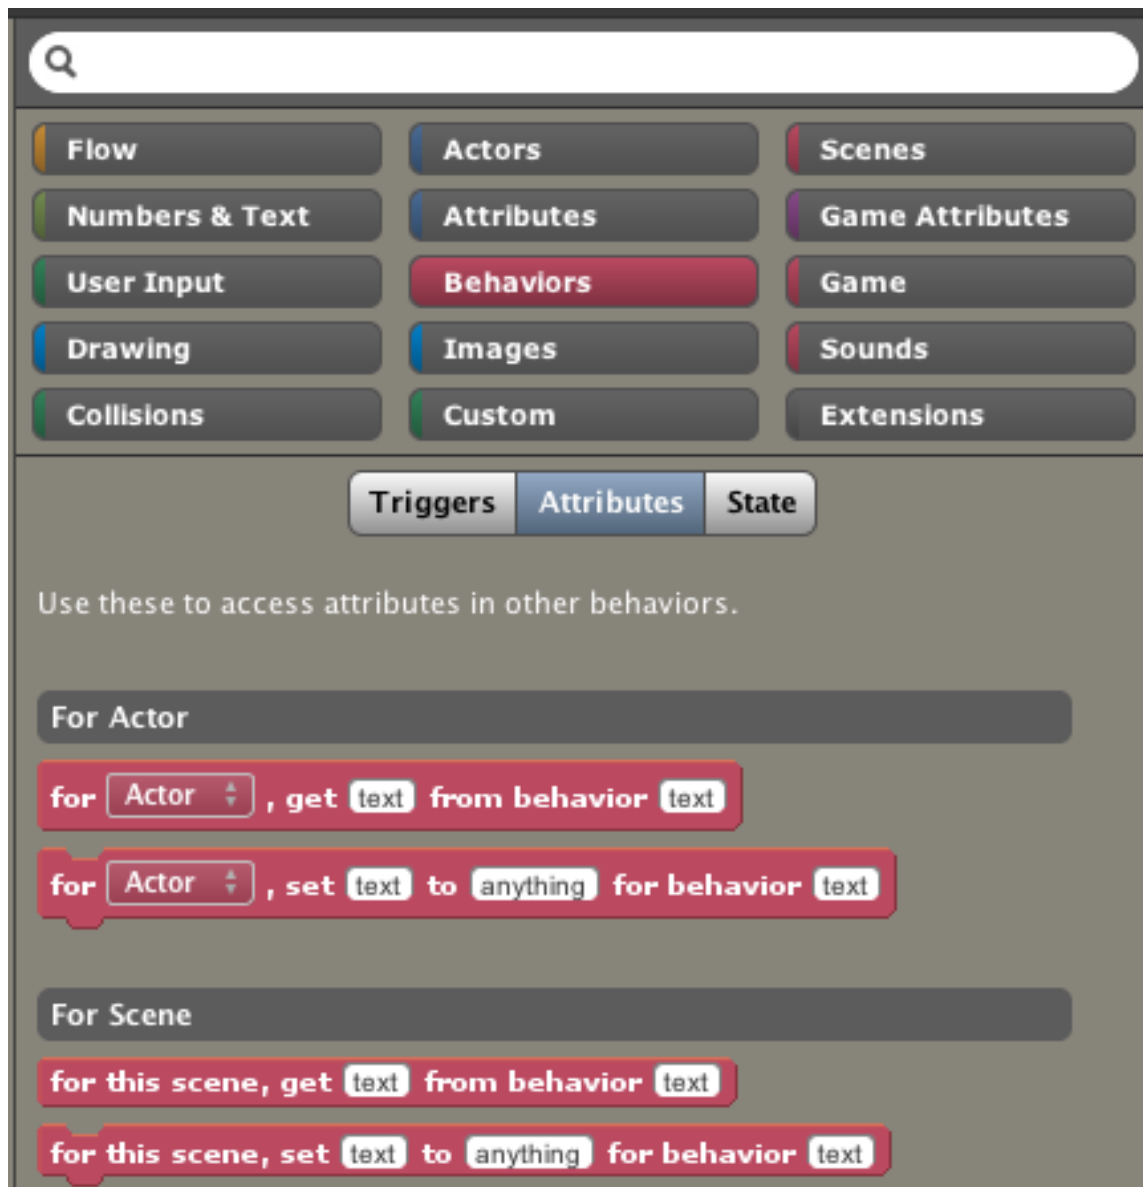 Flow Actors Scenes
Numbers & Text Attributes Game Attributes
User Input Behaviors Game
Drawing Images Sounds
Collisions Custom Extensions
Triggers Attributes State
Use these to access attributes in other behaviors.
For Actor
for Actor , get text from behavior text
for Actor , set text to anything for behavior text
For Scene
for this scene, get text from behavior text
for this scene, set text to anything for behavior text